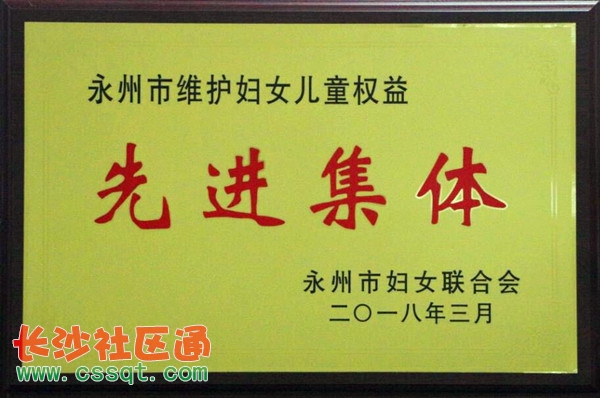 永州市维护妇女儿童权益
先进集体
永州市妇女联合会
二〇一八年三月
长沙社区通
www.cssqt.com